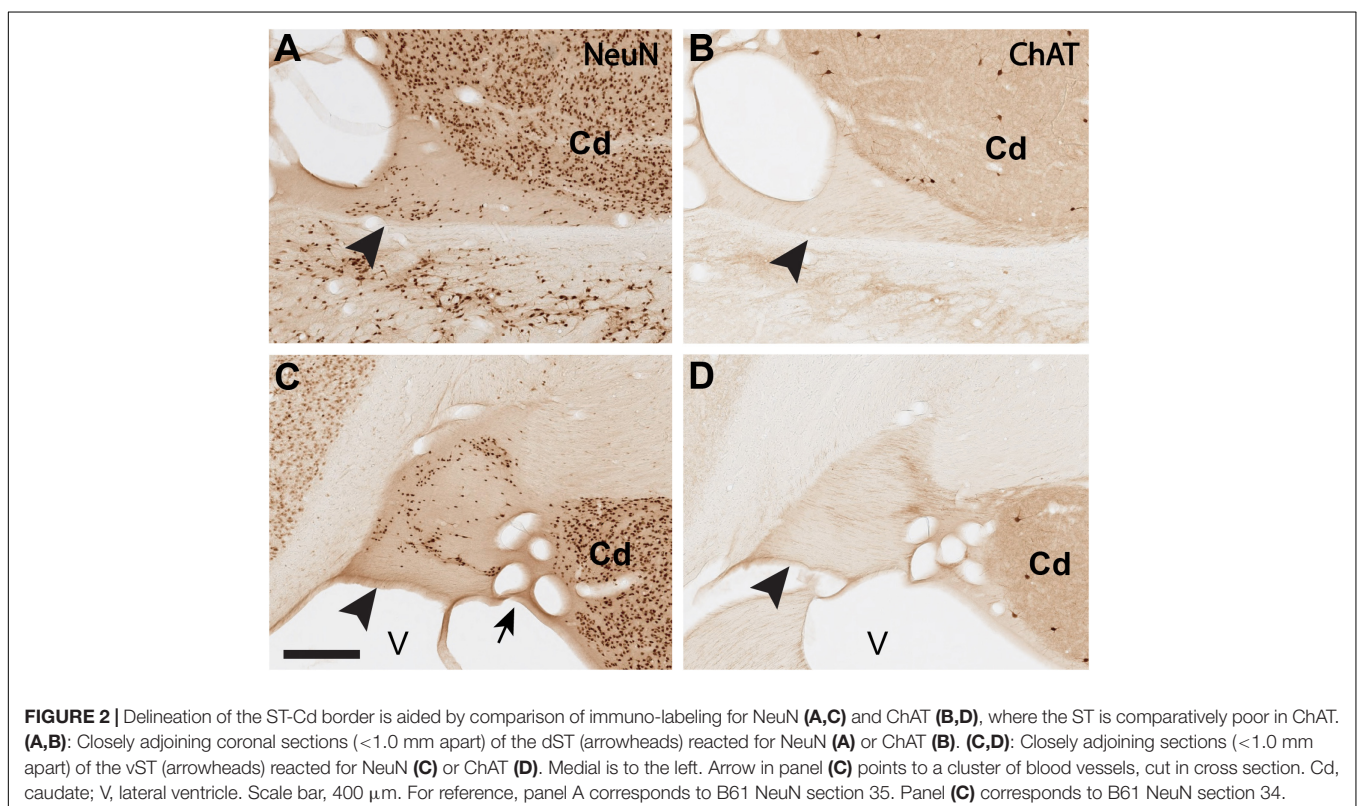 A
NeuN
Cd
B
ChAT
Cd
C
Cd
V
D
Cd
V
FIGURE 2 | Delineation of the ST-Cd border is aided by comparison of immuno-labeling for NeuN (A,C) and ChAT (B,D), where the ST is comparatively poor in ChAT.
(A,B): Closely adjoining coronal sections (<1.0 mm apart) of the dST (arrowheads) reacted for NeuN (A) or ChAT (B). (C,D): Closely adjoining sections (<1.0 mm
apart) of the vST (arrowheads) reacted for NeuN (C) or ChAT (D). Medial is to the left. Arrow in panel (C) points to a cluster of blood vessels, cut in cross section. Cd,
caudate; V, lateral ventricle. Scale bar, 400 μm. For reference, panel A corresponds to B61 NeuN section 35. Panel (C) corresponds to B61 NeuN section 34.